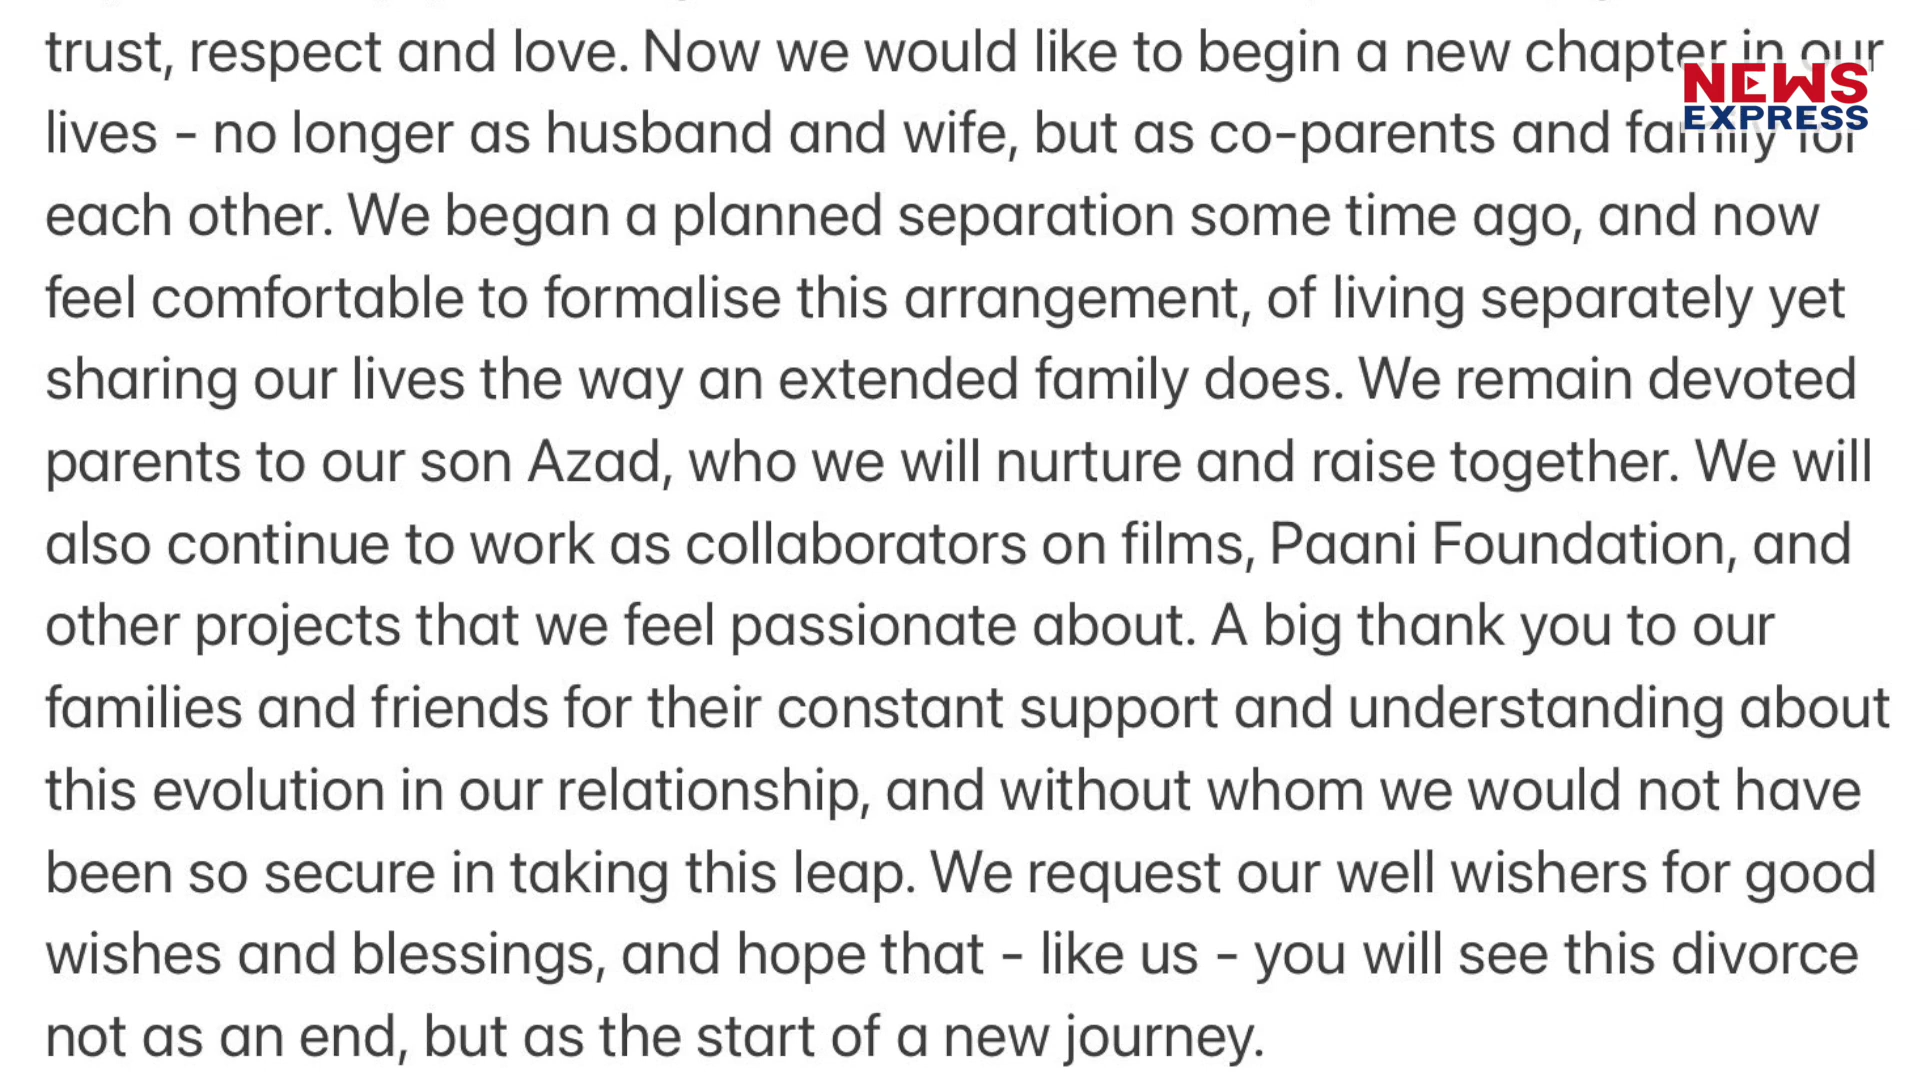 trust, respect and love. Now we would like to begin a new chapter in our
NEWS
lives - no longer as husband and wife, but as co-parents and family for
EXPRESS
each other. We began a planned separation some time ago, and now
feel comfortable to formalise this arrangement, of living separately yet
sharing our lives the way an extended family does. We remain devoted
parents to our son Azad, who we will nurture and raise together. We will
also continue to work as collaborators on films, Paani Foundation, and
other projects that we feel passionate about. A big thank you to our
families and friends for their constant support and understanding about
this evolution in our relationship, and without whom we would not have
been so secure in taking this leap. We request our well wishers for good
wishes and blessings, and hope that - like us - you will see this divorce
not as an end, but as the start of a new journey.